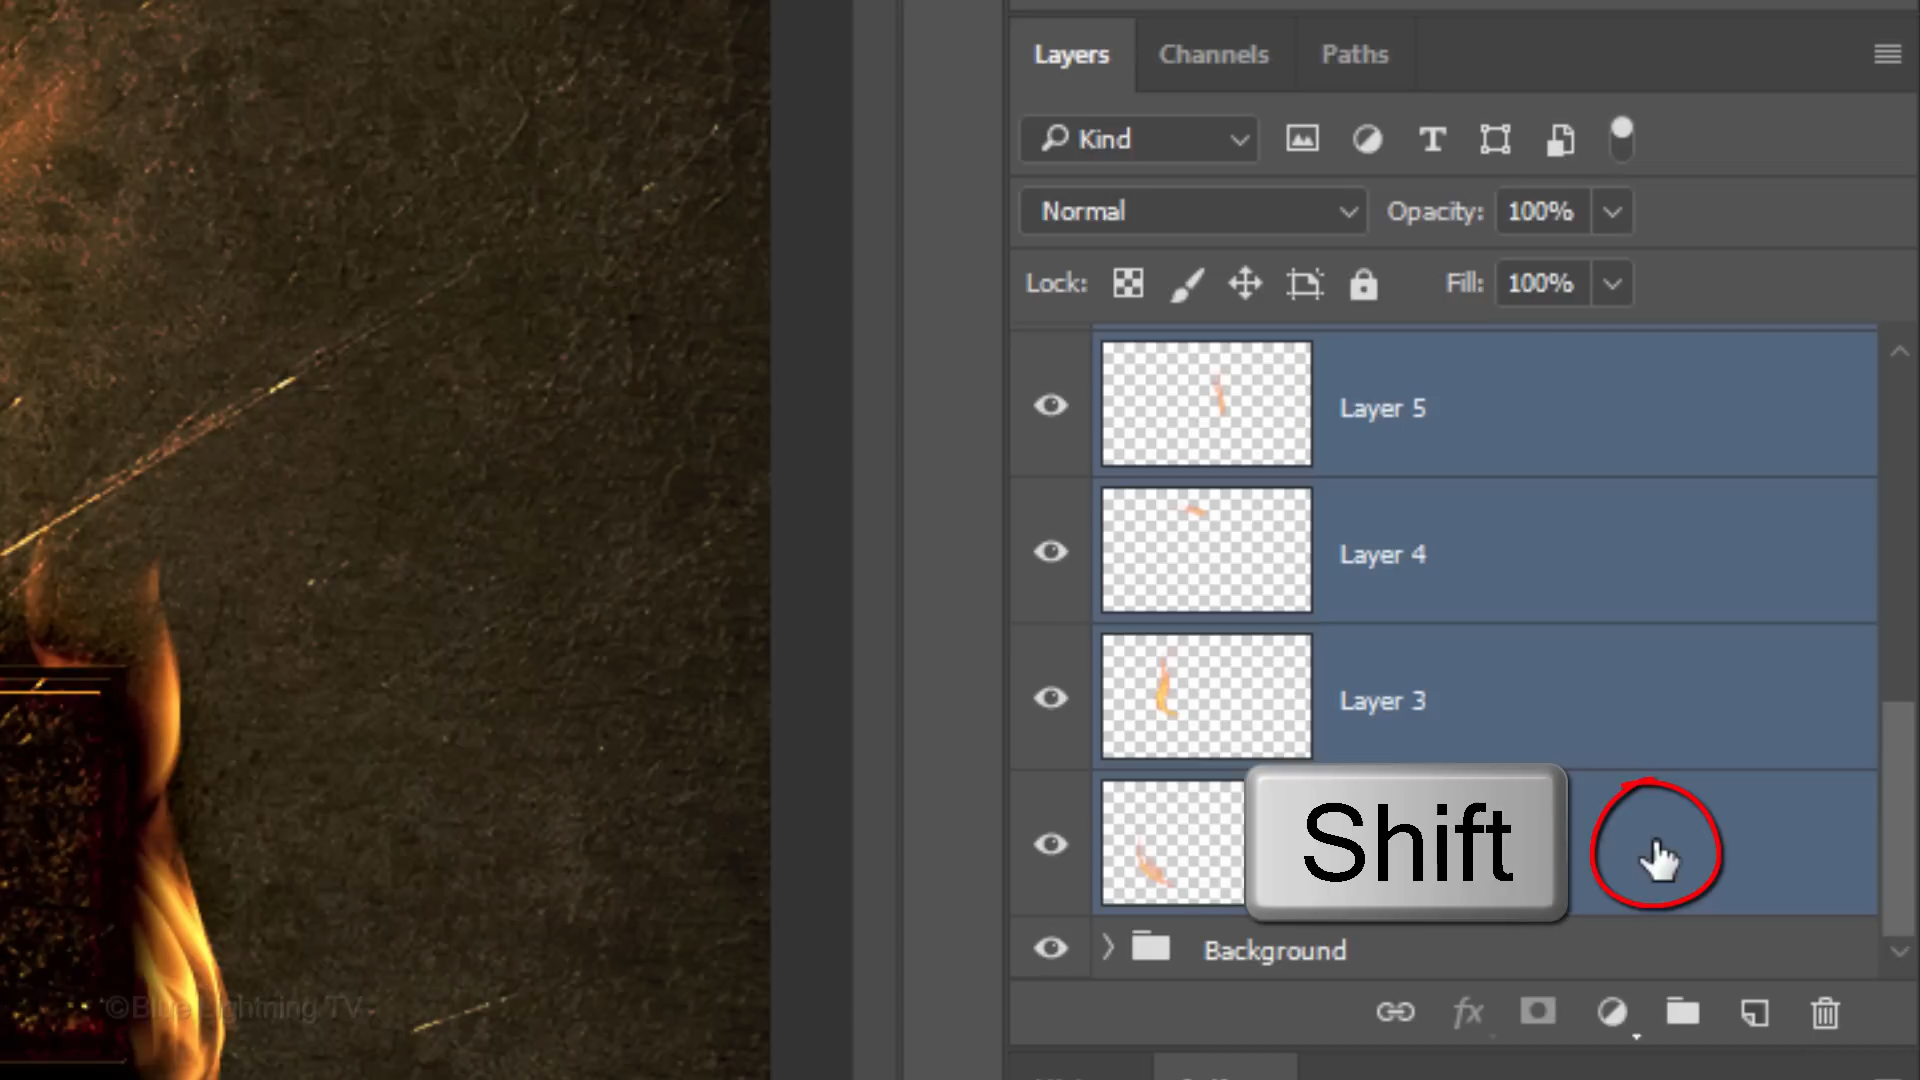 Layers
Channels
Paths
Kind
Normal
Opacity:
100%
Lock:
Fill:
100%
Layer 5
Layer 4
Layer 3
Shift
Background
©Blue Lightning TV
fx